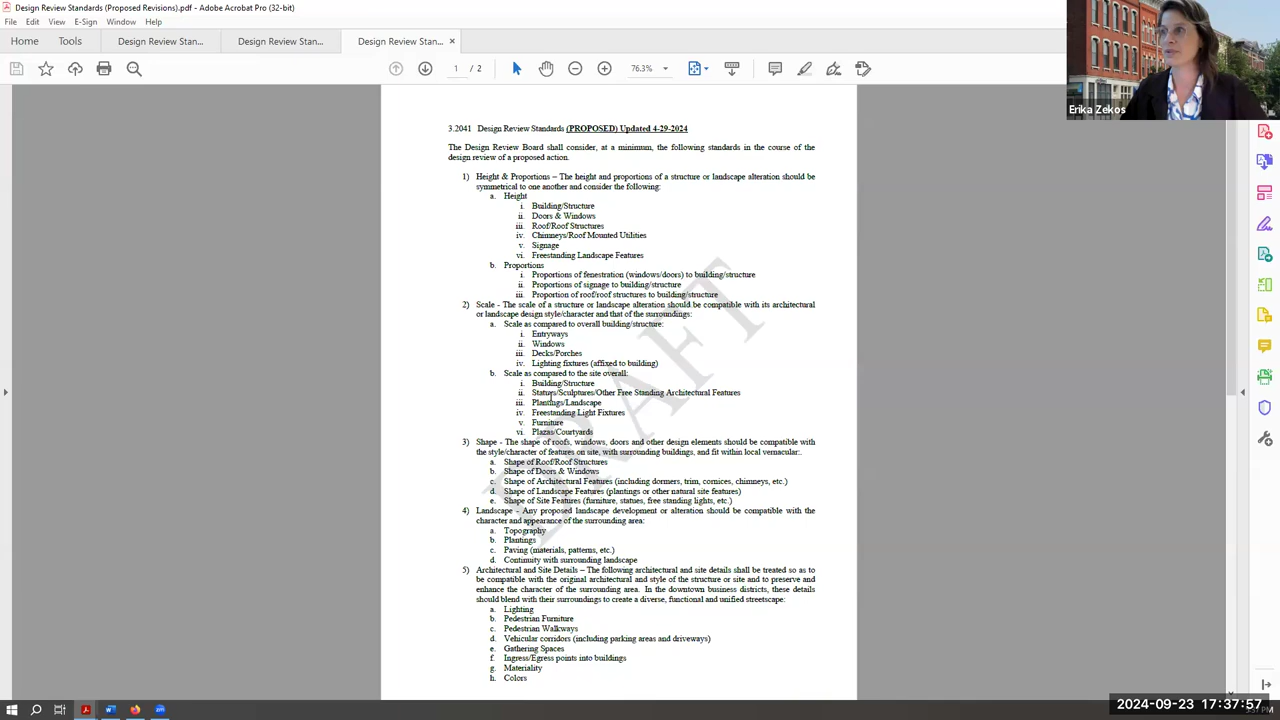 Design Review Standards (Proposed Revisions).pdf - Adobe Acrobat Pro (32-bit)
File Edit View E-Sign Window Help
Home Tools Design Review Stan... Design Review Stan... Design Review Stan... ×
1 2 76.3%
Erika Zekos
3.2041 Design Review Standards (PROPOSED) Updated 4-29-2024
The Design Review Board shall consider, at a minimum, the following standards in the course of the
design review of a proposed action.
1) Height & Proportions – The height and proportions of a structure or landscape alteration should be
symmetrical to one another and consider the following:
a. Height
i. Building/Structure
ii. Doors & Windows
iii. Roof/Roof Structures
iv. Chimneys/Roof Mounted Utilities
v. Signage
vi. Freestanding Landscape Features
b. Proportions
i. Proportions of fenestration (windows/doors) to building/structure
ii. Proportions of signage to building/structure
iii. Proportion of roof/roof structures to building/structure
2) Scale - The scale of a structure or landscape alteration should be compatible with its architectural
or landscape design style/character and that of the surroundings:
a. Scale as compared to overall building/structure:
i. Entryways
ii. Windows
iii. Decks/Porches
iv. Lighting fixtures (affixed to building)
b. Scale as compared to the site overall:
i. Building/Structure
ii. Statues/Sculptures/Other Free Standing Architectural Features
iii. Plantings/Landscape
iv. Freestanding Light Fixtures
v. Furniture
vi. Plazas/Courtyards
3) Shape - The shape of roofs, windows, doors and other design elements should be compatible with
the style/character of features on site, with surrounding buildings, and fit within local vernacular:.
a. Shape of Roof/Roof Structures
b. Shape of Doors & Windows
c. Shape of Architectural Features (including dormers, trim, cornices, chimneys, etc.)
d. Shape of Landscape Features (plantings or other natural site features)
e. Shape of Site Features (furniture, statues, free standing lights, etc.)
4) Landscape - Any proposed landscape development or alteration should be compatible with the
character and appearance of the surrounding area:
a. Topography
b. Plantings
c. Paving (materials, patterns, etc.)
d. Continuity with surrounding landscape
5) Architectural and Site Details – The following architectural and site details shall be treated so as to
be compatible with the original architectural and style of the structure or site and to preserve and
enhance the character of the surrounding area. In the downtown business districts, these details
should blend with their surroundings to create a diverse, functional and unified streetscape:
a. Lighting
b. Pedestrian Furniture
c. Pedestrian Walkways
d. Vehicular corridors (including parking areas and driveways)
e. Gathering Spaces
f. Ingress/Egress points into buildings
g. Materiality
h. Colors
DRAFT
2024-09-23 17:37:57